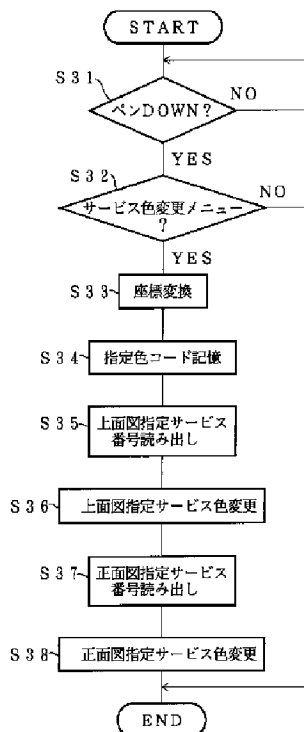 START
S31
ペンDOWN?
NO
YES
S32
サービス色変更メニュー
?
NO
YES
S33
座標変換
S34
指定色コード記憶
S35
上面図指定サービス
番号読み出し
S36
上面図指定サービス色変更
S37
正面図指定サービス
番号読み出し
S38
正面図指定サービス色変更
END